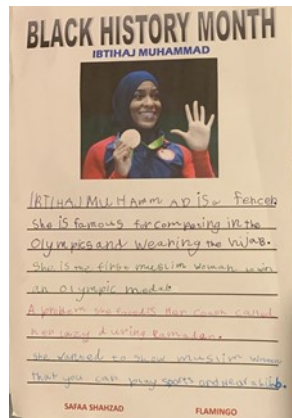 BLACK HISTORY MONTH
IBTIHAJ MUHAMMAD
IBTIHAJ MUHAMMAD is a fencer.
She is famous for composing in the
Olympics and wearing the hijab.
She is the first muslim woman win
an Olympic medal.
A problem she faced is her coach called
her lazy during Ramadan.
she wanted to show muslim women
that you can play sports and wear a hijab.
SAFAA SHAHZAD
FLAMINGO